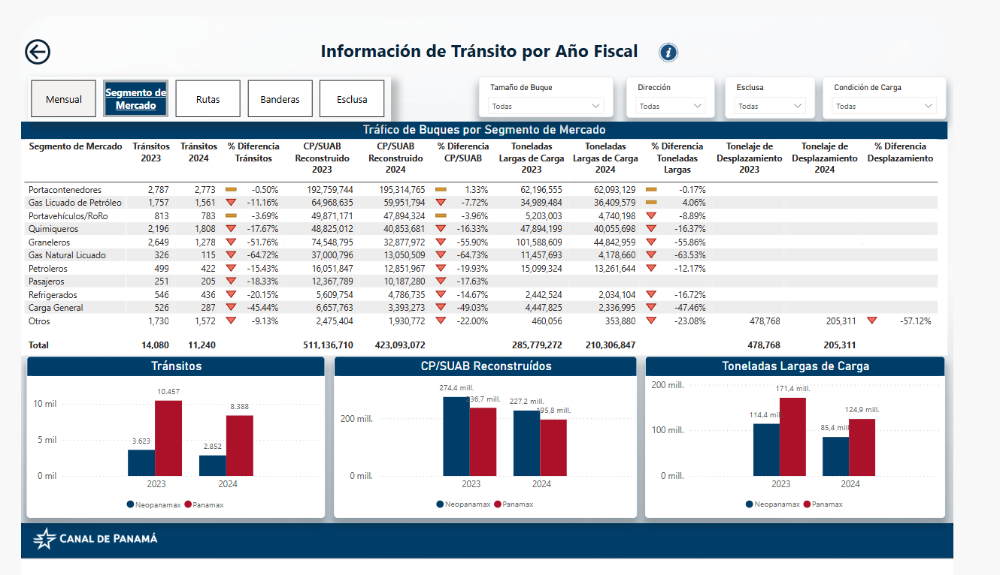 Información de Tránsito por Año Fiscal
i
Mensual
Segmento de
Mercado
Rutas
Banderas
Esclusa
Tamaño de Buque
Todas
Dirección
Todas
Esclusa
Todas
Condición de Carga
Todas
Tráfico de Buques por Segmento de Mercado
Segmento de Mercado Tránsitos 2023 Tránsitos 2024 % Diferencia Tránsitos CP/SUAB Reconstruido 2023 CP/SUAB Reconstruido 2024 % Diferencia CP/SUAB Toneladas Largas de Carga 2023 Toneladas Largas de Carga 2024 % Diferencia Toneladas Largas Tonelaje de Desplazamiento 2023 Tonelaje de Desplazamiento 2024 % Diferencia Desplazamiento
Portacontenedores 2,787 2,773 -0.50% 192,759,744 195,314,765 1.33% 62,196,555 62,093,129 -0.17%
Gas Licuado de Petróleo 1,757 1,561 -11.16% 64,968,635 59,951,794 -7.72% 34,989,484 36,409,579 4.06%
Portavehículos/RoRo 813 783 -3.69% 49,871,171 47,894,324 -3.96% 5,203,003 4,740,198 -8.89%
Quimiqueros 2,196 1,808 -17.67% 48,825,012 40,853,681 -16.33% 47,894,199 40,055,698 -16.37%
Graneleros 2,649 1,278 -51.76% 74,548,795 32,877,972 -55.90% 101,588,609 44,842,959 -55.86%
Gas Natural Licuado 326 115 -64.72% 37,000,796 13,050,509 -64.73% 11,457,693 4,178,660 -63.53%
Petroleros 499 422 -15.43% 16,051,847 12,851,967 -19.93% 15,099,324 13,261,644 -12.17%
Pasajeros 251 205 -18.33% 12,367,789 10,187,280 -17.63%
Refrigerados 546 436 -20.15% 5,609,754 4,786,735 -14.67% 2,442,524 2,034,104 -16.72%
Carga General 526 287 -45.44% 6,657,763 3,393,273 -49.03% 4,447,825 2,336,995 -47.46%
Otros 1,730 1,572 -9.13% 2,475,404 1,930,772 -22.00% 460,056 353,880 -23.08% 478,768 205,311 -57.12%
Total 14,080 11,240 511,136,710 423,093,072 285,779,272 210,306,847 478,768 205,311
Tránsitos
10 mil
5 mil
0 mil
3.623
10.457
2.852
8.388
2023 2024
Neopanamax Panamax
CP/SUAB Reconstruídos
200 mill.
0 mill.
274,4 mill.
236,7 mill.
227,2 mill.
195,8 mill.
2023 2024
Neopanamax Panamax
Toneladas Largas de Carga
200 mill.
100 mill.
0 mill.
114,4 mil
171,4 mill.
85,4 mill
124,9 mill.
2023 2024
Neopanamax Panamax
CANAL DE PANAMÁ